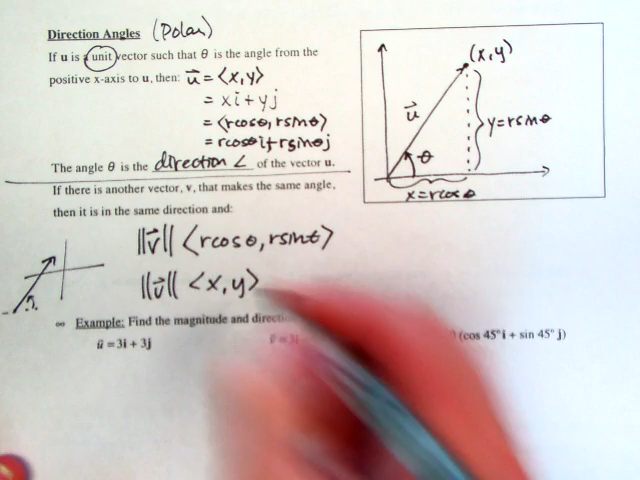 Direction Angles (Polar)
If u is a unit vector such that θ is the angle from the
positive x-axis to u, then: u⃗ = ⟨x, y⟩
= xi + yj
= ⟨rcosθ, rsinθ⟩
= rcosθi + rsinθj
The angle θ is the direction ∠ of the vector u.
If there is another vector, v, that makes the same angle,
then it is in the same direction and:
||v⃗|| ⟨rcosθ, rsinθ⟩
||v⃗|| ⟨x, y⟩
∞ Example: Find the magnitude and
u⃗ = 3i + 3j
(cos 45° i + sin 45° j)
(x, y)
u⃗
y = rsinθ
θ
x = rcosθ